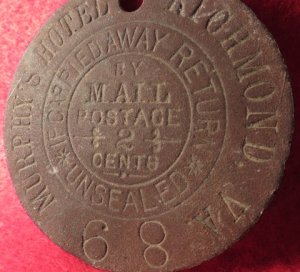 MURPHY'S HOTEL RICHMOND, VA
IF CARRIED AWAY RETURN
UNSEALED
BY
MAIL
POSTAGE
2
CENTS
68